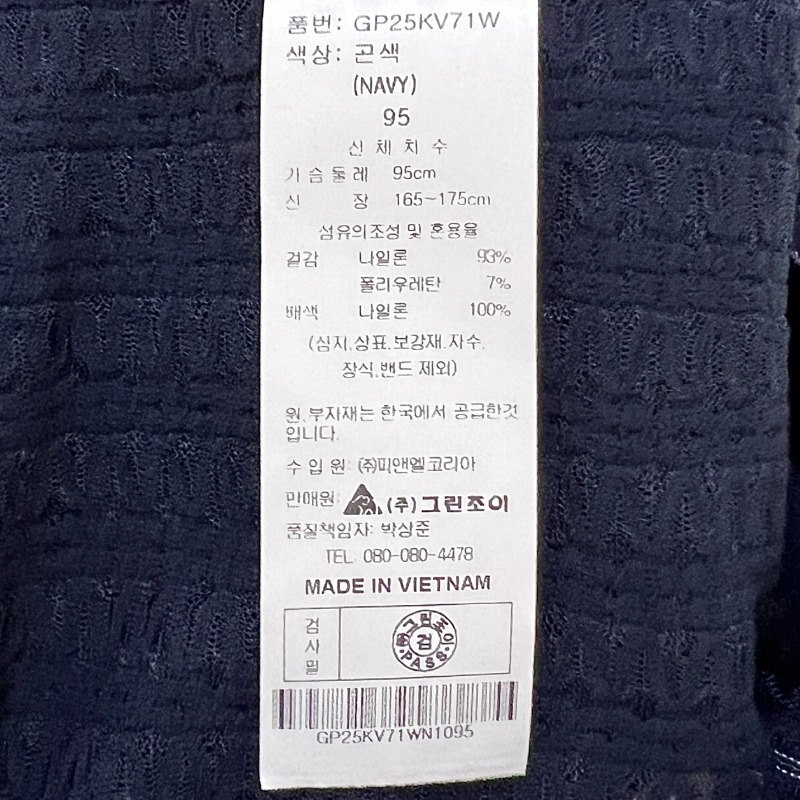 품번: GP25KV71W
색상: 곤색
(NAVY)
95
신 체 치 수
가 슴 둘 레 95cm
신 장 165~175cm
섬유의조성 및 혼용율
겉감 나일론 93%
폴리우레탄 7%
배색 나일론 100%
(심지,상표,보강재,자수,
장식,밴드 제외)
원,부자재는 한국에서 공급한것
입니다.
수 입 원: (주)피앤엘코리아
판매원: (주)그린조이
품질책임자: 박상준
TEL: 080-080-4478
MADE IN VIETNAM
검사필
㈜그린조이
검
PASS
GP25KV71WN1095